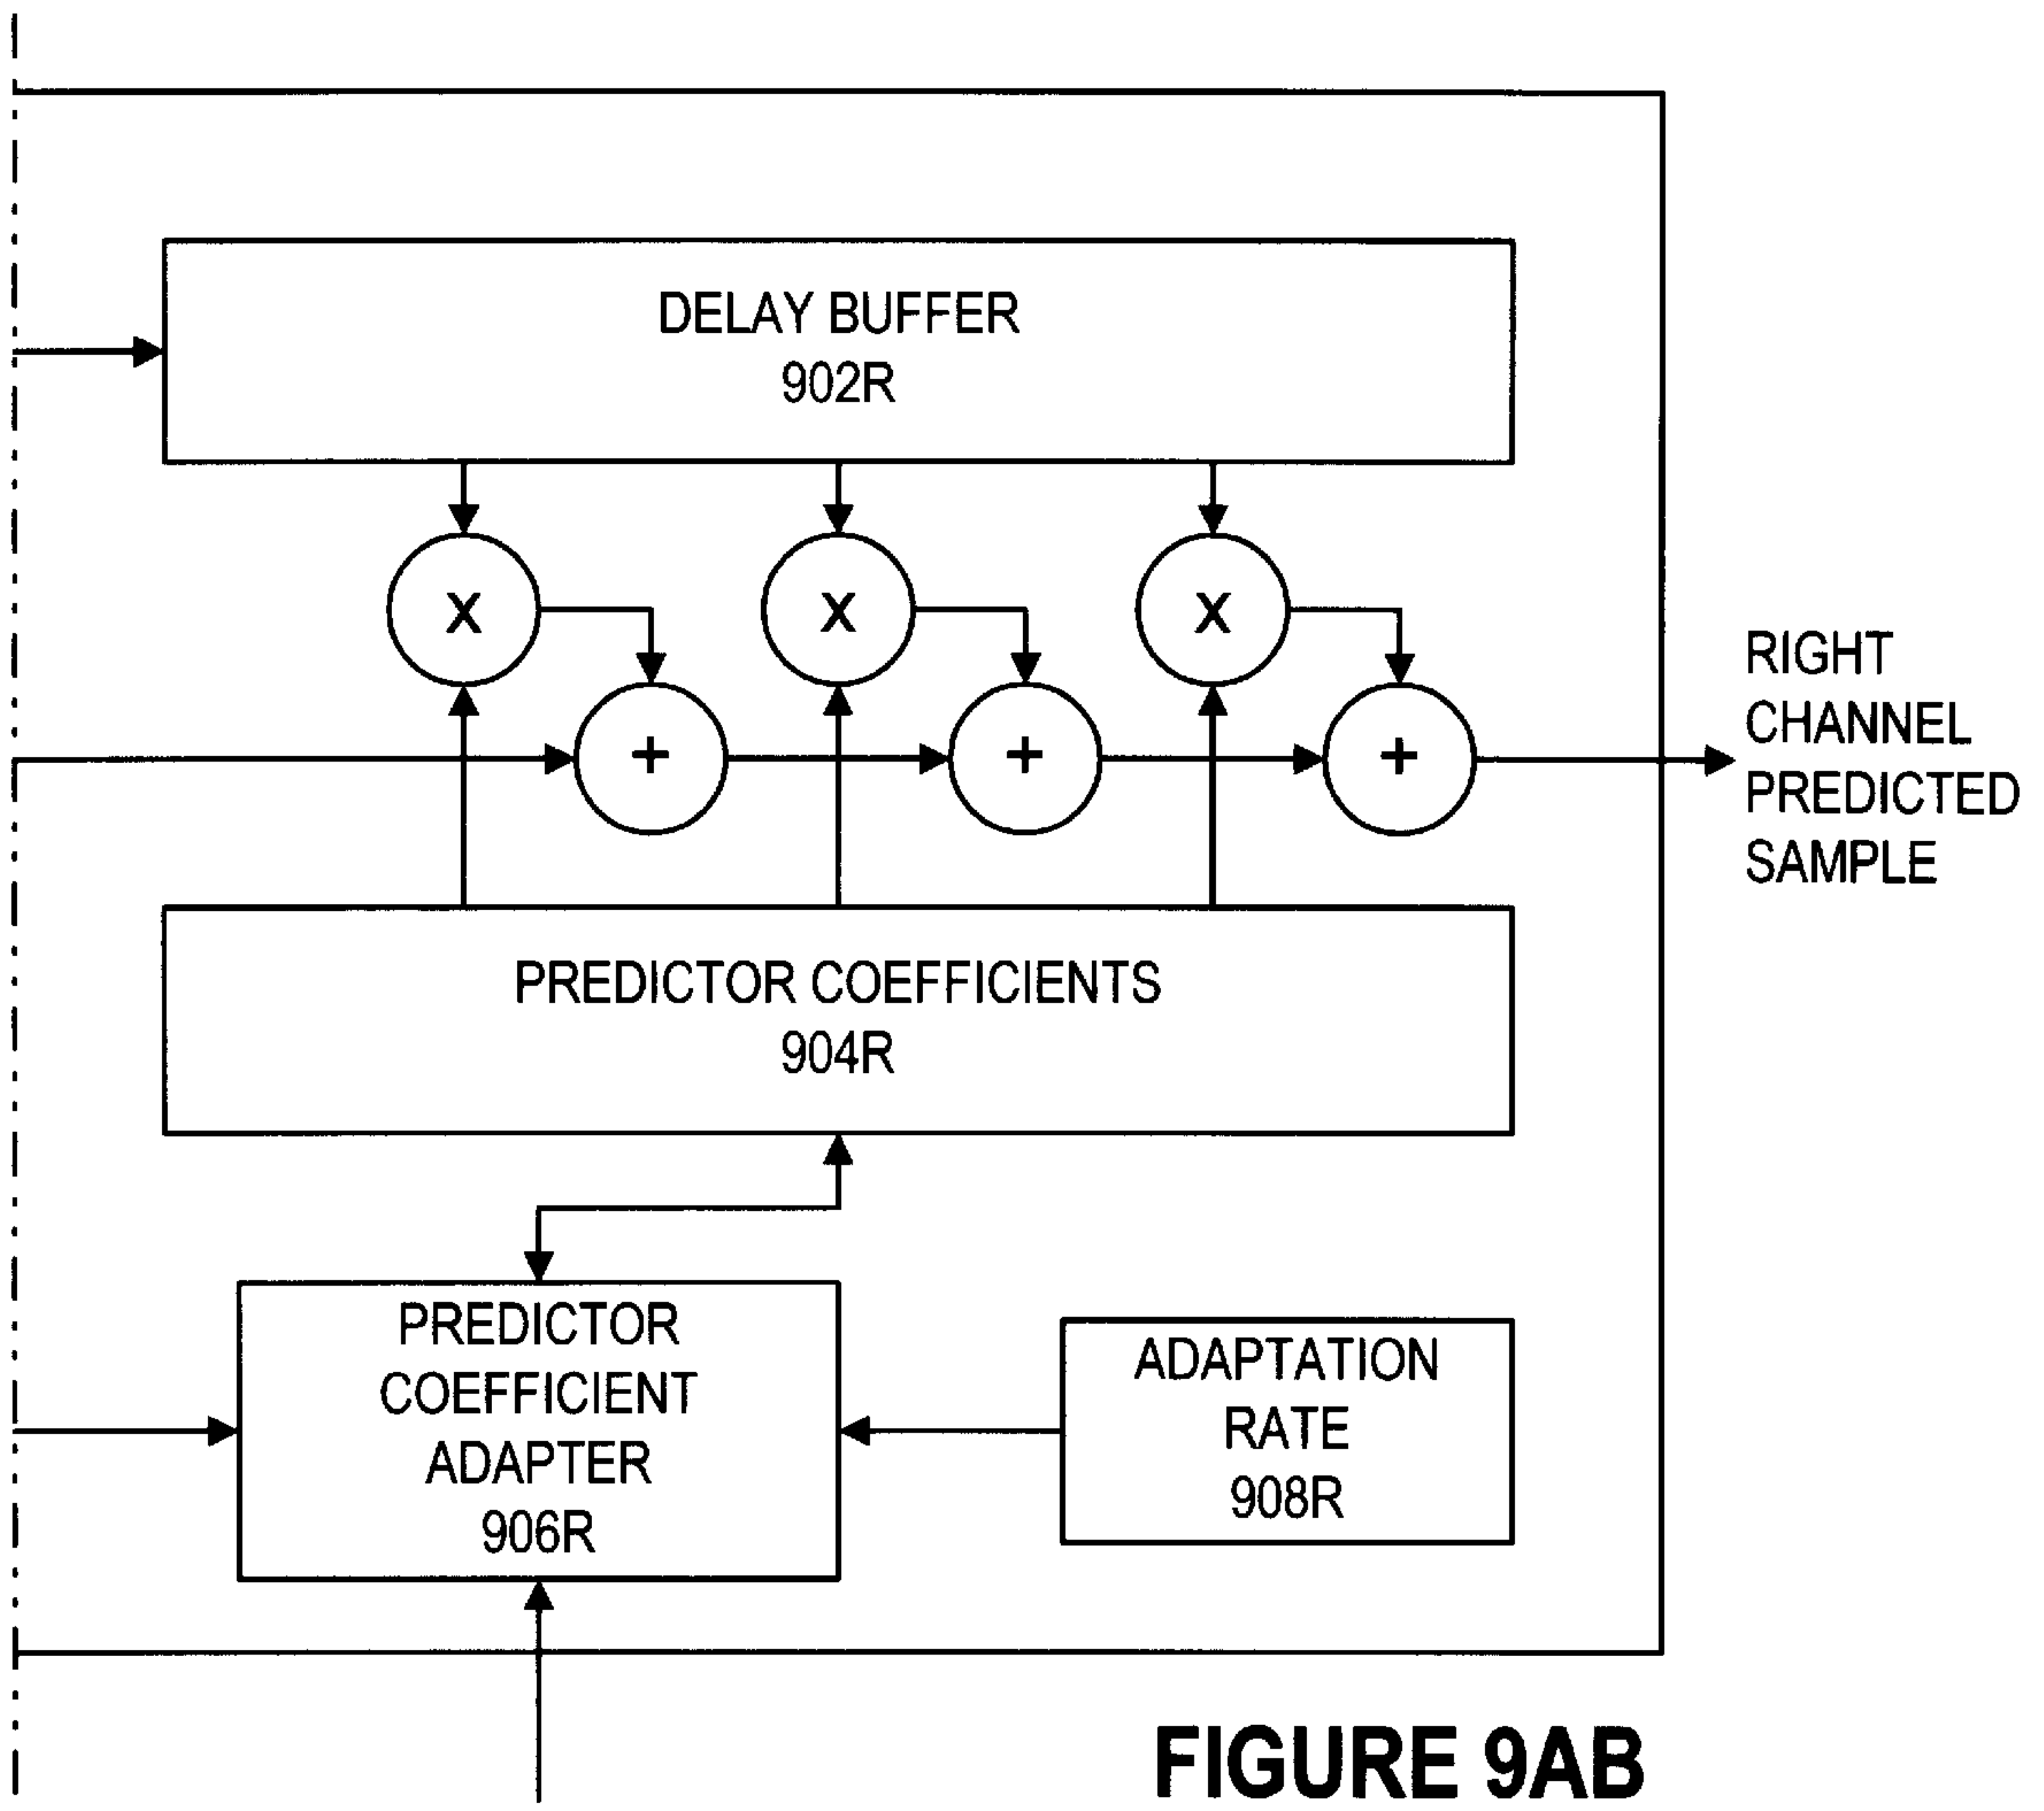 DELAY BUFFER
902R
X
X
X
+
+
+
RIGHT
CHANNEL
PREDICTED
SAMPLE
PREDICTOR COEFFICIENTS
904R
PREDICTOR
COEFFICIENT
ADAPTER
906R
ADAPTATION
RATE
908R
FIGURE 9AB